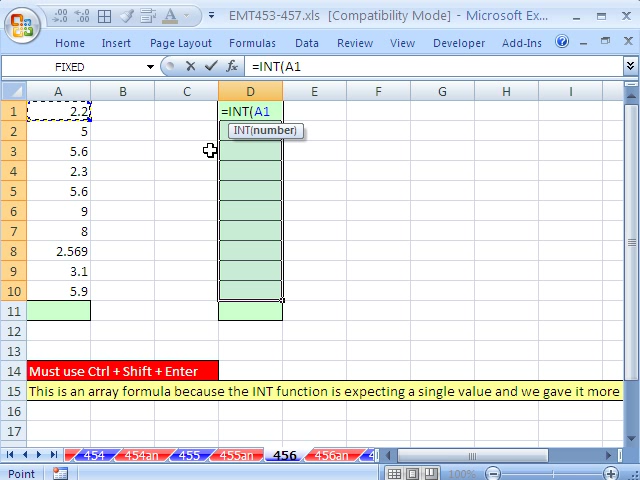 EMT453-457.xls [Compatibility Mode] - Microsoft Ex...
Home Insert Page Layout Formulas Data Review View Developer Add-Ins
FIXED =INT(A1
A B C D E F G H I
1 2.2 =INT(A1
2 5 INT(number)
3 5.6
4 2.3
5 5.6
6 9
7 8
8 2.569
9 3.1
10 5.9
11
12
13
14 Must use Ctrl + Shift + Enter
15 This is an array formula because the INT function is expecting a single value and we gave it more
16
17
454 454an 455 455an 456 456an 4
Point 100%